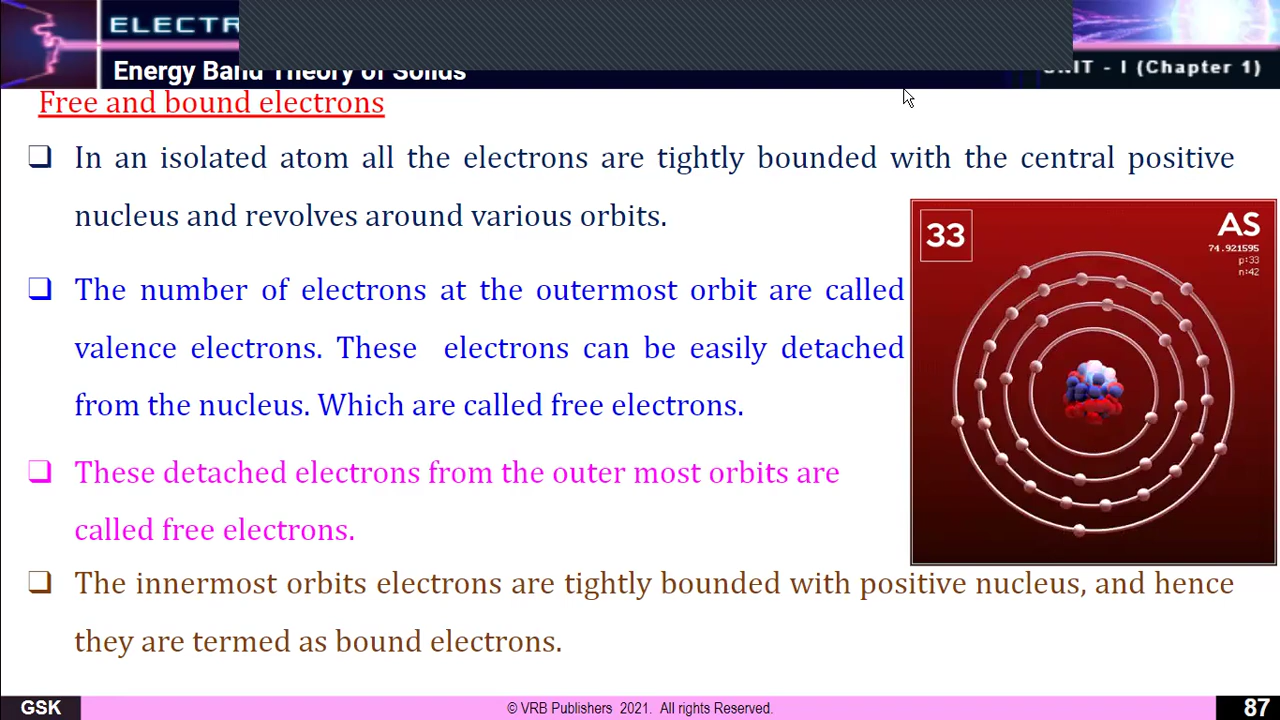 ELECTR
Energy Band Theory of Solids
- I (Chapter 1)
Free and bound electrons
❑ In an isolated atom all the electrons are tightly bounded with the central positive
nucleus and revolves around various orbits.
❑ The number of electrons at the outermost orbit are called
valence electrons. These electrons can be easily detached
from the nucleus. Which are called free electrons.
❑ These detached electrons from the outer most orbits are
called free electrons.
❑ The innermost orbits electrons are tightly bounded with positive nucleus, and hence
they are termed as bound electrons.
33
AS
74.921595
p:33
n:42
GSK
© VRB Publishers 2021. All rights Reserved.
87